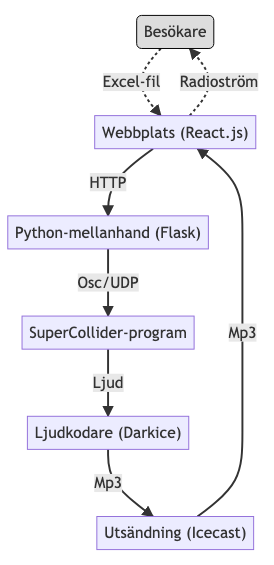 Besökare
Excel-fil
Radioström
Webbplats (React.js)
HTTP
Python-mellanhand (Flask)
Osc/UDP
SuperCollider-program
Mp3
Ljud
Ljudkodare (Darkice)
Mp3
Utsändning (Icecast)